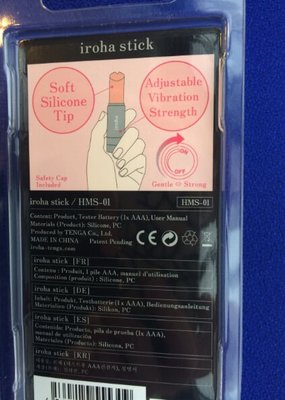 iroha stick
Soft
Silicone
Tip
Adjustable
Vibration
Strength
Safety Cap
Included
ON
OFF
Gentle Strong
iroha stick / HMS-01
HMS-01
Content: Product, Tester Battery (1x AAA), User Manual
Materials (Product): Silicone, PC
Produced by TENGA Co., Ltd.
MADE IN CHINA Patent Pending
iroha-tenga.com
CE
iroha stick [FR]
Contenu : Produit, 1 pile AAA, manuel d'utilisation
Composition (produit) : Silicone, PC
iroha stick [DE]
Inhalt: Produkt, Testbatterie (1x AAA), Bedienungsanleitung
Materialien (Produkt): Silikon, PC
iroha stick [ES]
Contenido: Producto, pila de prueba (1x AAA),
manual de utilización
Materiales (Producto): Silicona, PC
iroha stick [KR]